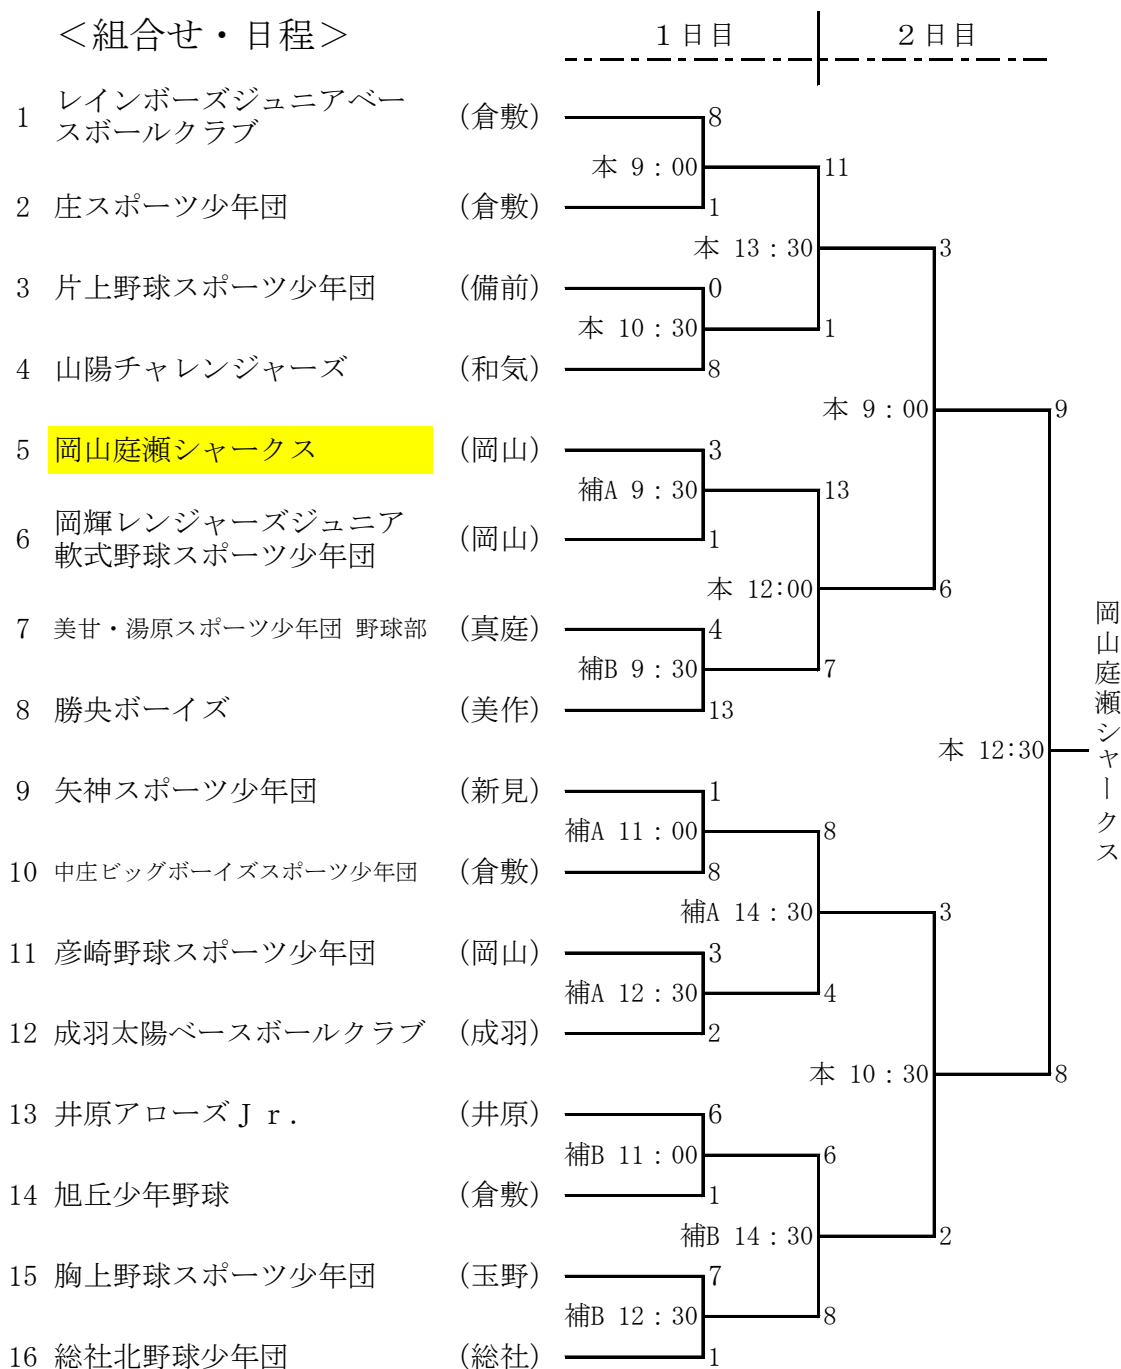 ＜組合せ・日程＞
１日目
２日目
1 レインボーズジュニアベー
スボールクラブ
(倉敷)
8
本 9：00
11
2 庄スポーツ少年団 (倉敷)
1
本 13：30
3
3 片上野球スポーツ少年団 (備前)
0
本 10：30
1
4 山陽チャレンジャーズ (和気)
8
本 9：00
9
5 岡山庭瀬シャークス (岡山)
3
補A 9：30
13
6 岡輝レンジャーズジュニア
軟式野球スポーツ少年団
(岡山)
1
本 12:00
6
7 美甘・湯原スポーツ少年団 野球部 (真庭)
4
補B 9：30
7
8 勝央ボーイズ (美作)
13
本 12:30
岡山庭瀬シャークス
9 矢神スポーツ少年団 (新見)
1
補A 11：00
8
10 中庄ビッグボーイズスポーツ少年団 (倉敷)
8
補A 14：30
3
11 彦崎野球スポーツ少年団 (岡山)
3
補A 12：30
4
12 成羽太陽ベースボールクラブ (成羽)
2
本 10：30
8
13 井原アローズＪｒ． (井原)
6
補B 11：00
6
14 旭丘少年野球 (倉敷)
1
補B 14：30
2
15 胸上野球スポーツ少年団 (玉野)
7
補B 12：30
8
16 総社北野球少年団 (総社)
1